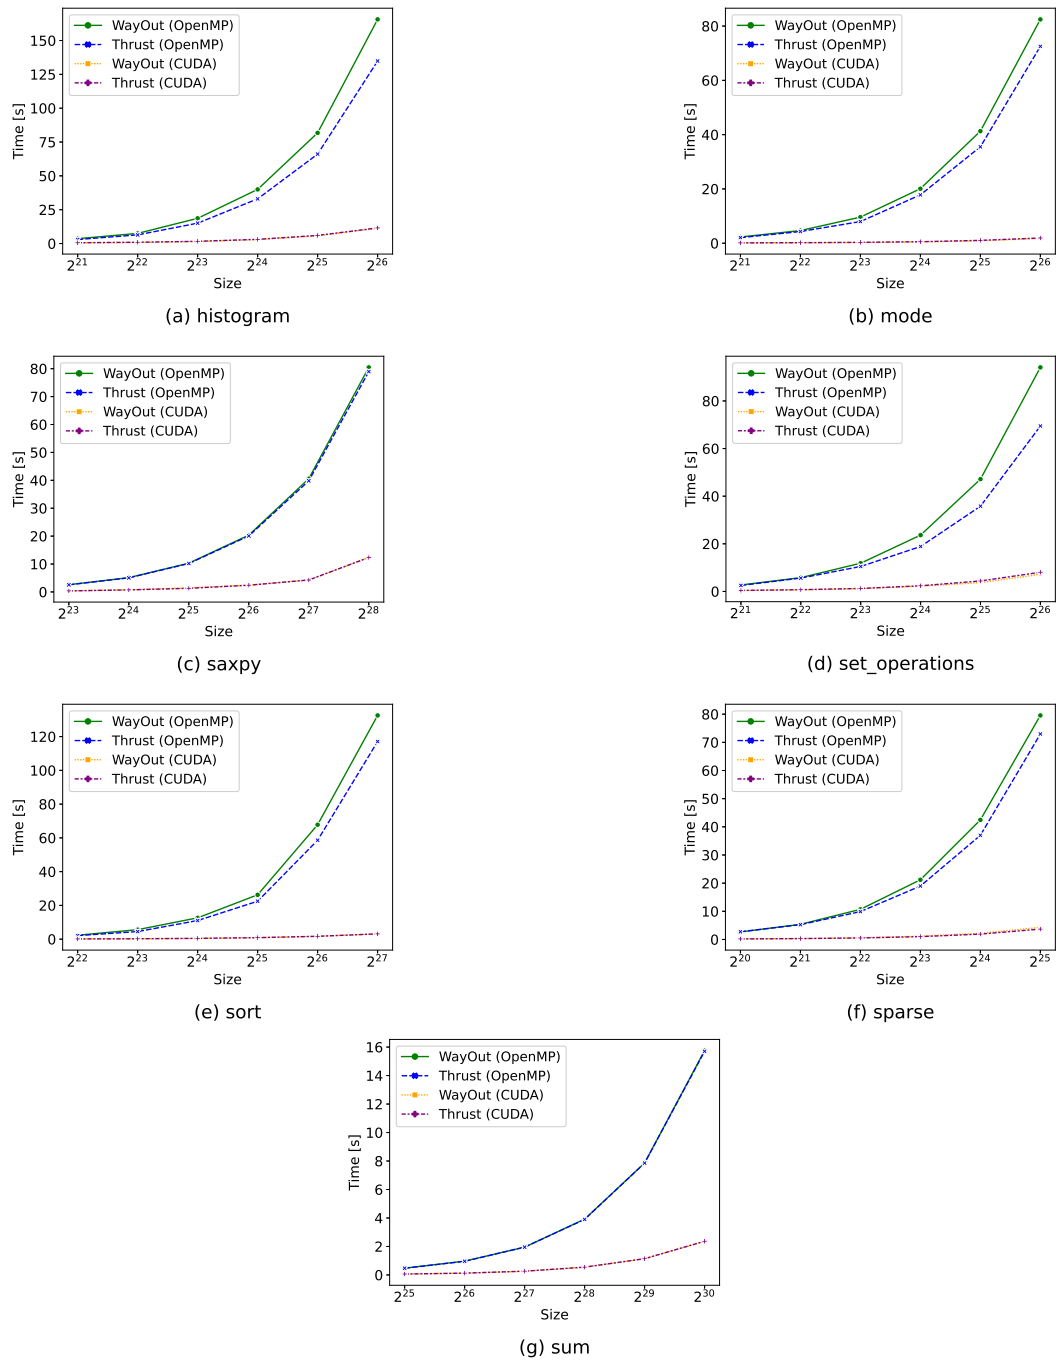 WayOut (OpenMP)
Thrust (OpenMP)
WayOut (CUDA)
Thrust (CUDA)
Time [s]
150
125
100
75
50
25
0
2^21 2^22 2^23 2^24 2^25 2^26
Size
(a) histogram
WayOut (OpenMP)
Thrust (OpenMP)
WayOut (CUDA)
Thrust (CUDA)
Time [s]
80
60
40
20
0
2^21 2^22 2^23 2^24 2^25 2^26
Size
(b) mode
WayOut (OpenMP)
Thrust (OpenMP)
WayOut (CUDA)
Thrust (CUDA)
Time [s]
80
70
60
50
40
30
20
10
0
2^23 2^24 2^25 2^26 2^27 2^28
Size
(c) saxpy
WayOut (OpenMP)
Thrust (OpenMP)
WayOut (CUDA)
Thrust (CUDA)
Time [s]
80
60
40
20
0
2^21 2^22 2^23 2^24 2^25 2^26
Size
(d) set_operations
WayOut (OpenMP)
Thrust (OpenMP)
WayOut (CUDA)
Thrust (CUDA)
Time [s]
120
100
80
60
40
20
0
2^22 2^23 2^24 2^25 2^26 2^27
Size
(e) sort
WayOut (OpenMP)
Thrust (OpenMP)
WayOut (CUDA)
Thrust (CUDA)
Time [s]
80
70
60
50
40
30
20
10
0
2^20 2^21 2^22 2^23 2^24 2^25
Size
(f) sparse
WayOut (OpenMP)
Thrust (OpenMP)
WayOut (CUDA)
Thrust (CUDA)
Time [s]
16
14
12
10
8
6
4
2
0
2^25 2^26 2^27 2^28 2^29 2^30
Size
(g) sum